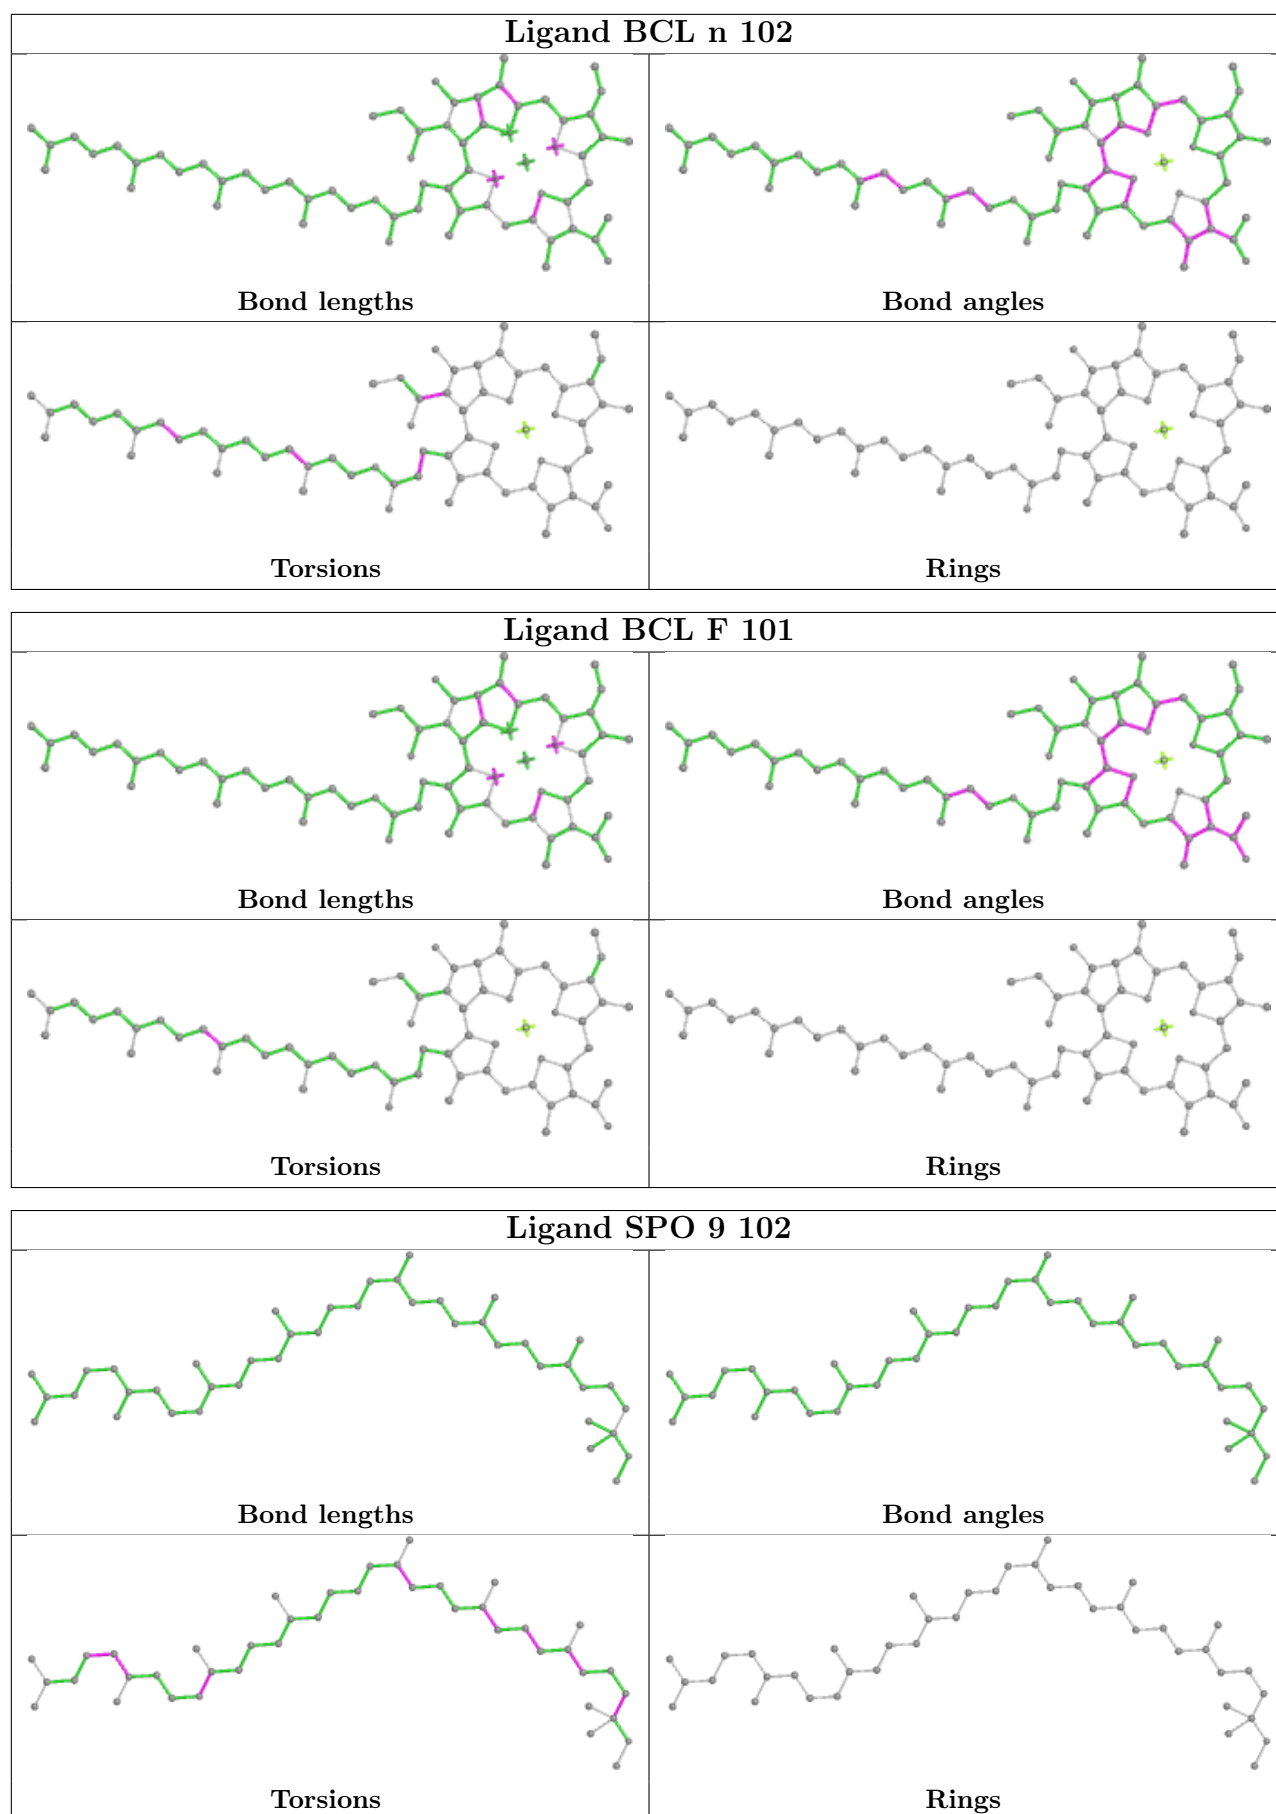 Ligand BCL n 102
Bond lengths
Bond angles
Torsions
Rings
Ligand BCL F 101
Bond lengths
Bond angles
Torsions
Rings
Ligand SPO 9 102
Bond lengths
Bond angles
Torsions
Rings